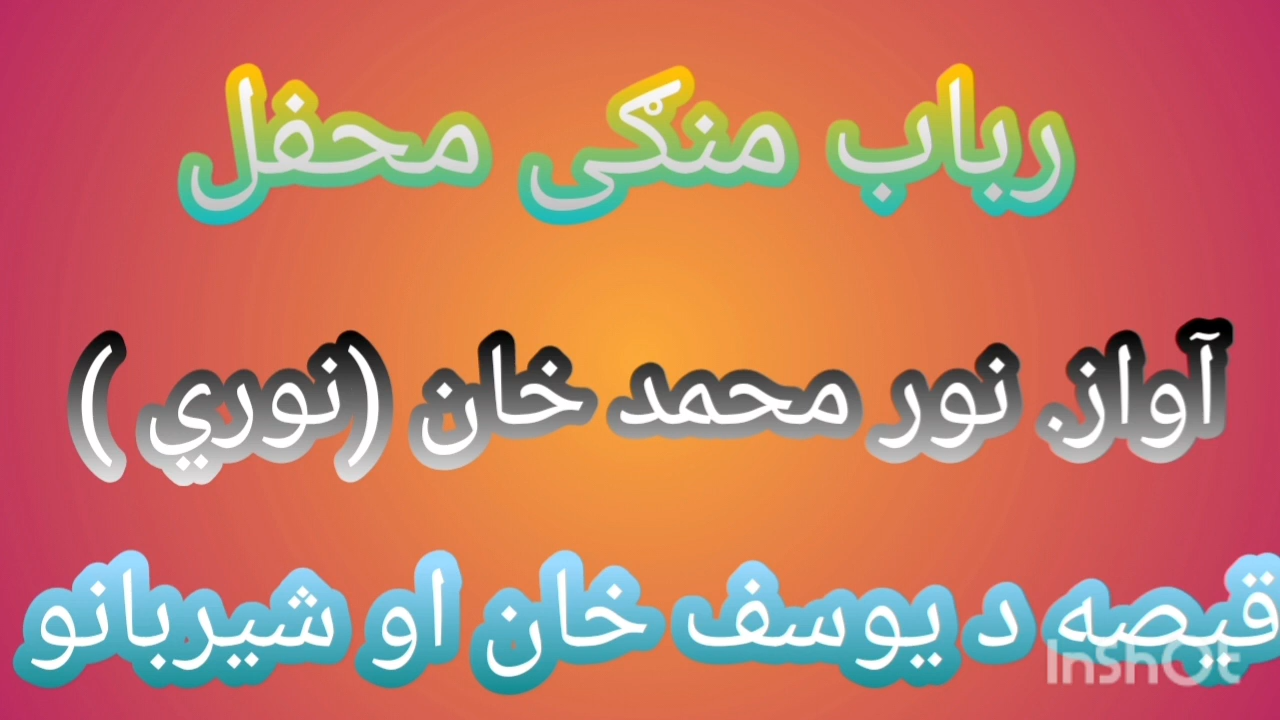 رباب منګی محفل
آواز. نور محمد خان (نوري )
قیصه د یوسف خان او شیربانو
InShOt